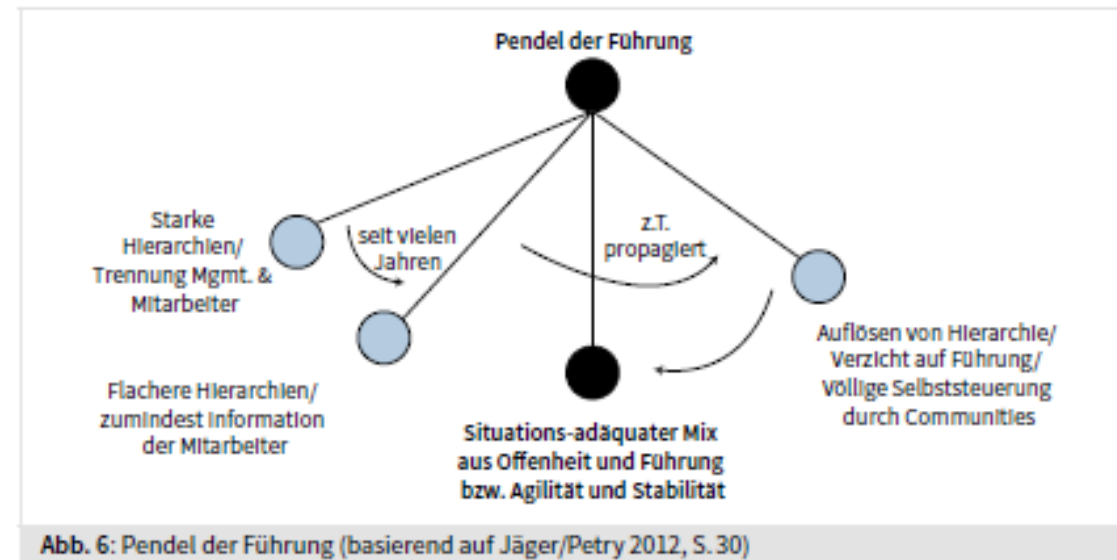 Pendel der Führung
Starke
Hierarchien/
Trennung Mgmt. &
Mitarbeiter
seit vielen
Jahren
z.T.
propagiert
Flachere Hierarchien/
zumindest Information
der Mitarbeiter
Situations-adäquater Mix
aus Offenheit und Führung
bzw. Agilität und Stabilität
Auflösen von Hierarchie/
Verzicht auf Führung/
Völlige Selbststeuerung
durch Communities
Abb. 6: Pendel der Führung (basierend auf Jäger/Petry 2012, S. 30)